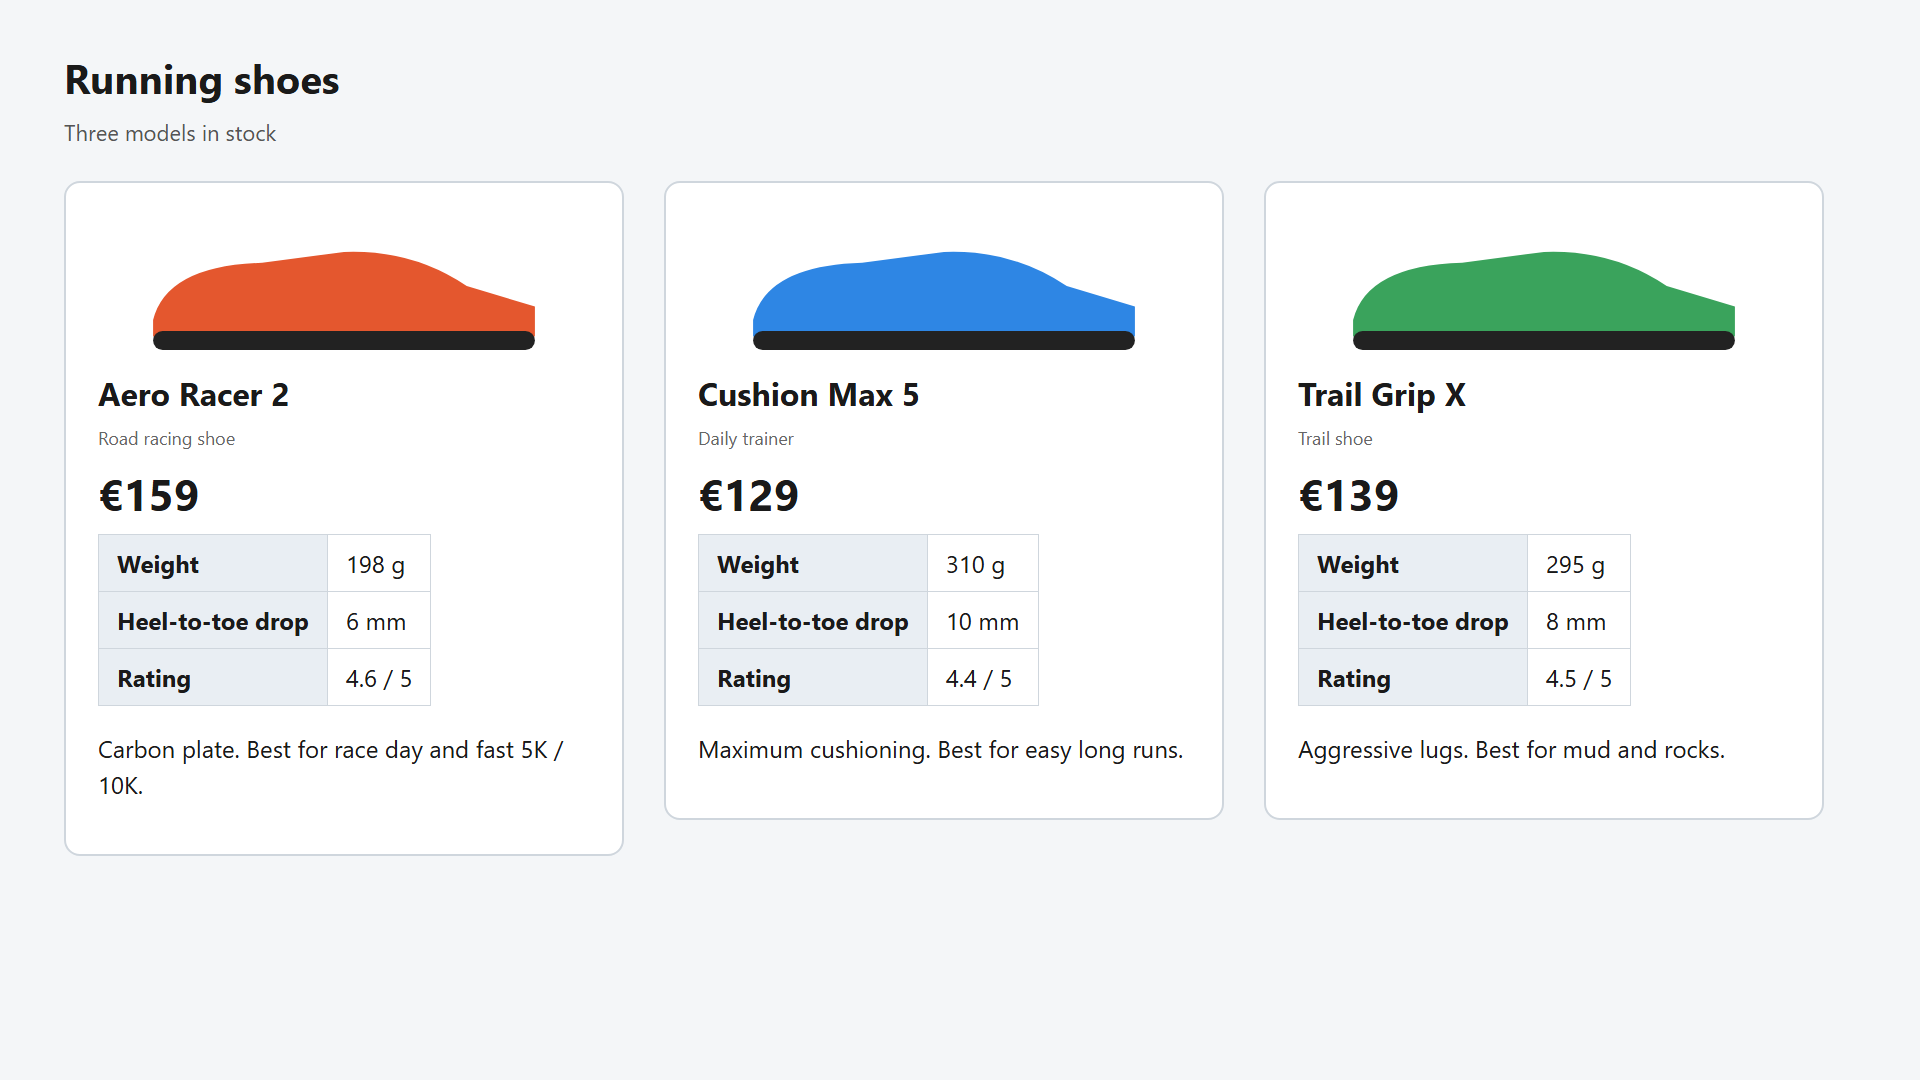 Running shoes
Three models in stock
Aero Racer 2
Road racing shoe
€159
Weight 198 g
Heel-to-toe drop 6 mm
Rating 4.6 / 5
Carbon plate. Best for race day and fast 5K /
10K.
Cushion Max 5
Daily trainer
€129
Weight 310 g
Heel-to-toe drop 10 mm
Rating 4.4 / 5
Maximum cushioning. Best for easy long runs.
Trail Grip X
Trail shoe
€139
Weight 295 g
Heel-to-toe drop 8 mm
Rating 4.5 / 5
Aggressive lugs. Best for mud and rocks.